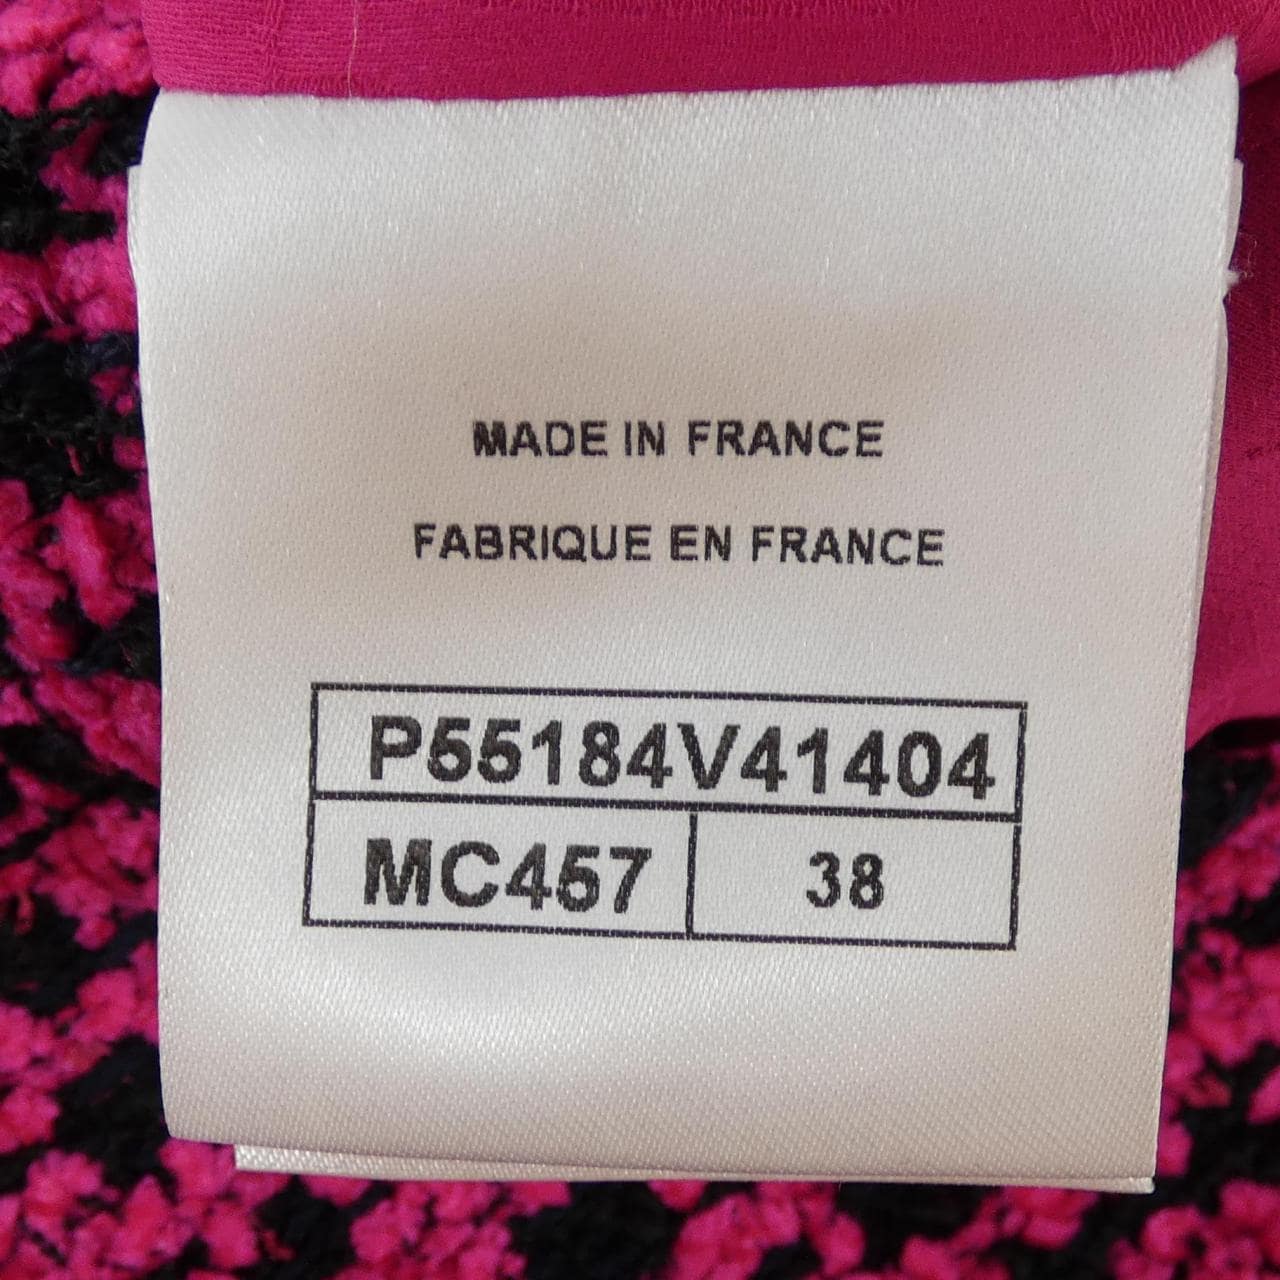 MADE IN FRANCE
FABRIQUE EN FRANCE
P55184V41404
MC457 38